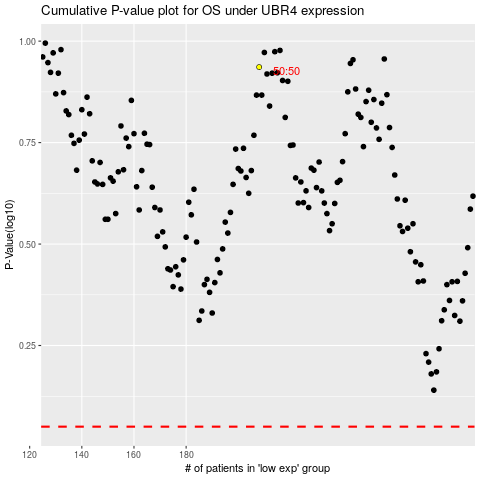 Cumulative P-value plot for OS under UBR4 expression
P-Value(log10)
1.00
0.75
0.50
0.25
50:50
120 140 160 180
# of patients in 'low exp' group